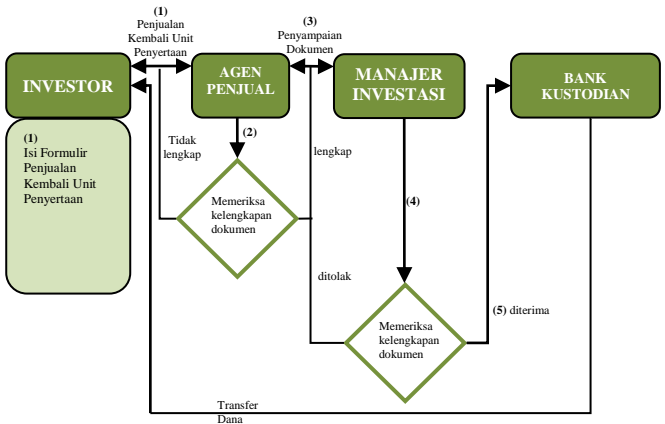 (1)
Penjualan
Kembali Unit
Penyertaan
(3)
Penyampaian
Dokumen
INVESTOR
AGEN
PENJUAL
MANAJER
INVESTASI
BANK
KUSTODIAN
(1)
Isi Formulir
Penjualan
Kembali Unit
Penyertaan
Tidak
lengkap
(2)
lengkap
Memeriksa
kelengkapan
dokumen
(4)
ditolak
Memeriksa
kelengkapan
dokumen
(5) diterima
Transfer
Dana